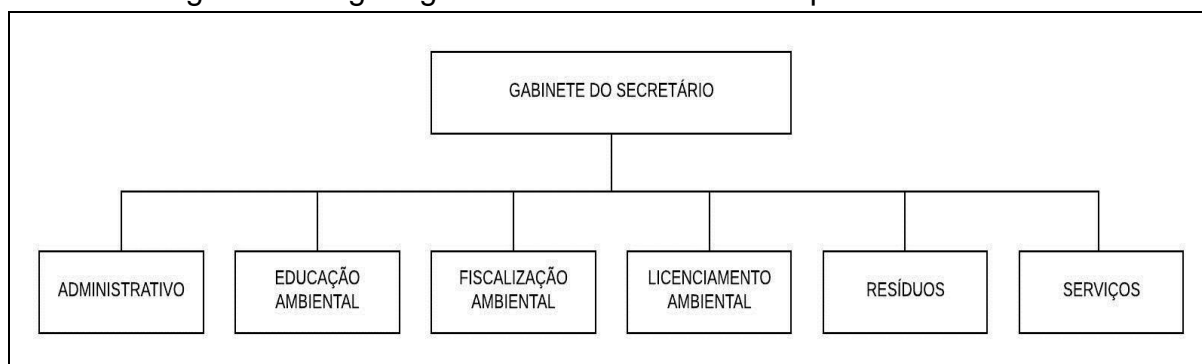 GABINETE DO SECRETÁRIO
ADMINISTRATIVO
EDUCAÇÃO
AMBIENTAL
FISCALIZAÇÃO
AMBIENTAL
LICENCIAMENTO
AMBIENTAL
RESÍDUOS
SERVIÇOS